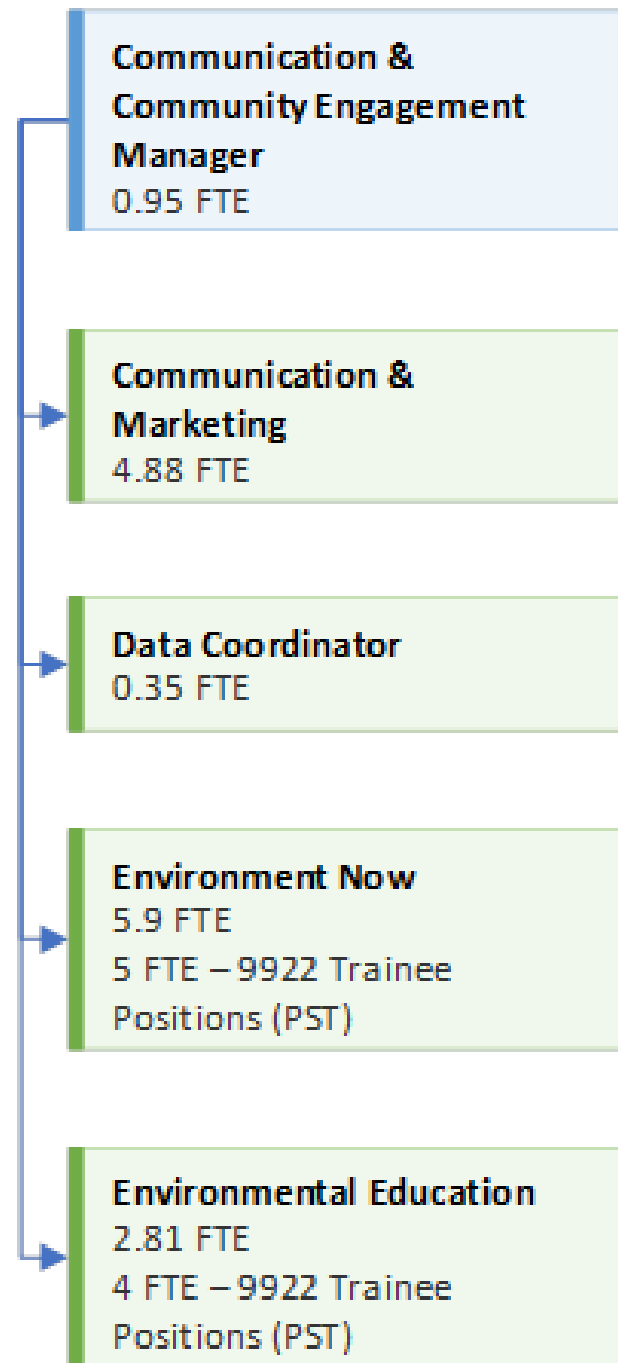 Communication &
Community Engagement
Manager
0.95 FTE
Communication &
Marketing
4.88 FTE
Data Coordinator
0.35 FTE
Environment Now
5.9 FTE
5 FTE – 9922 Trainee
Positions (PST)
Environmental Education
2.81 FTE
4 FTE – 9922 Trainee
Positions (PST)